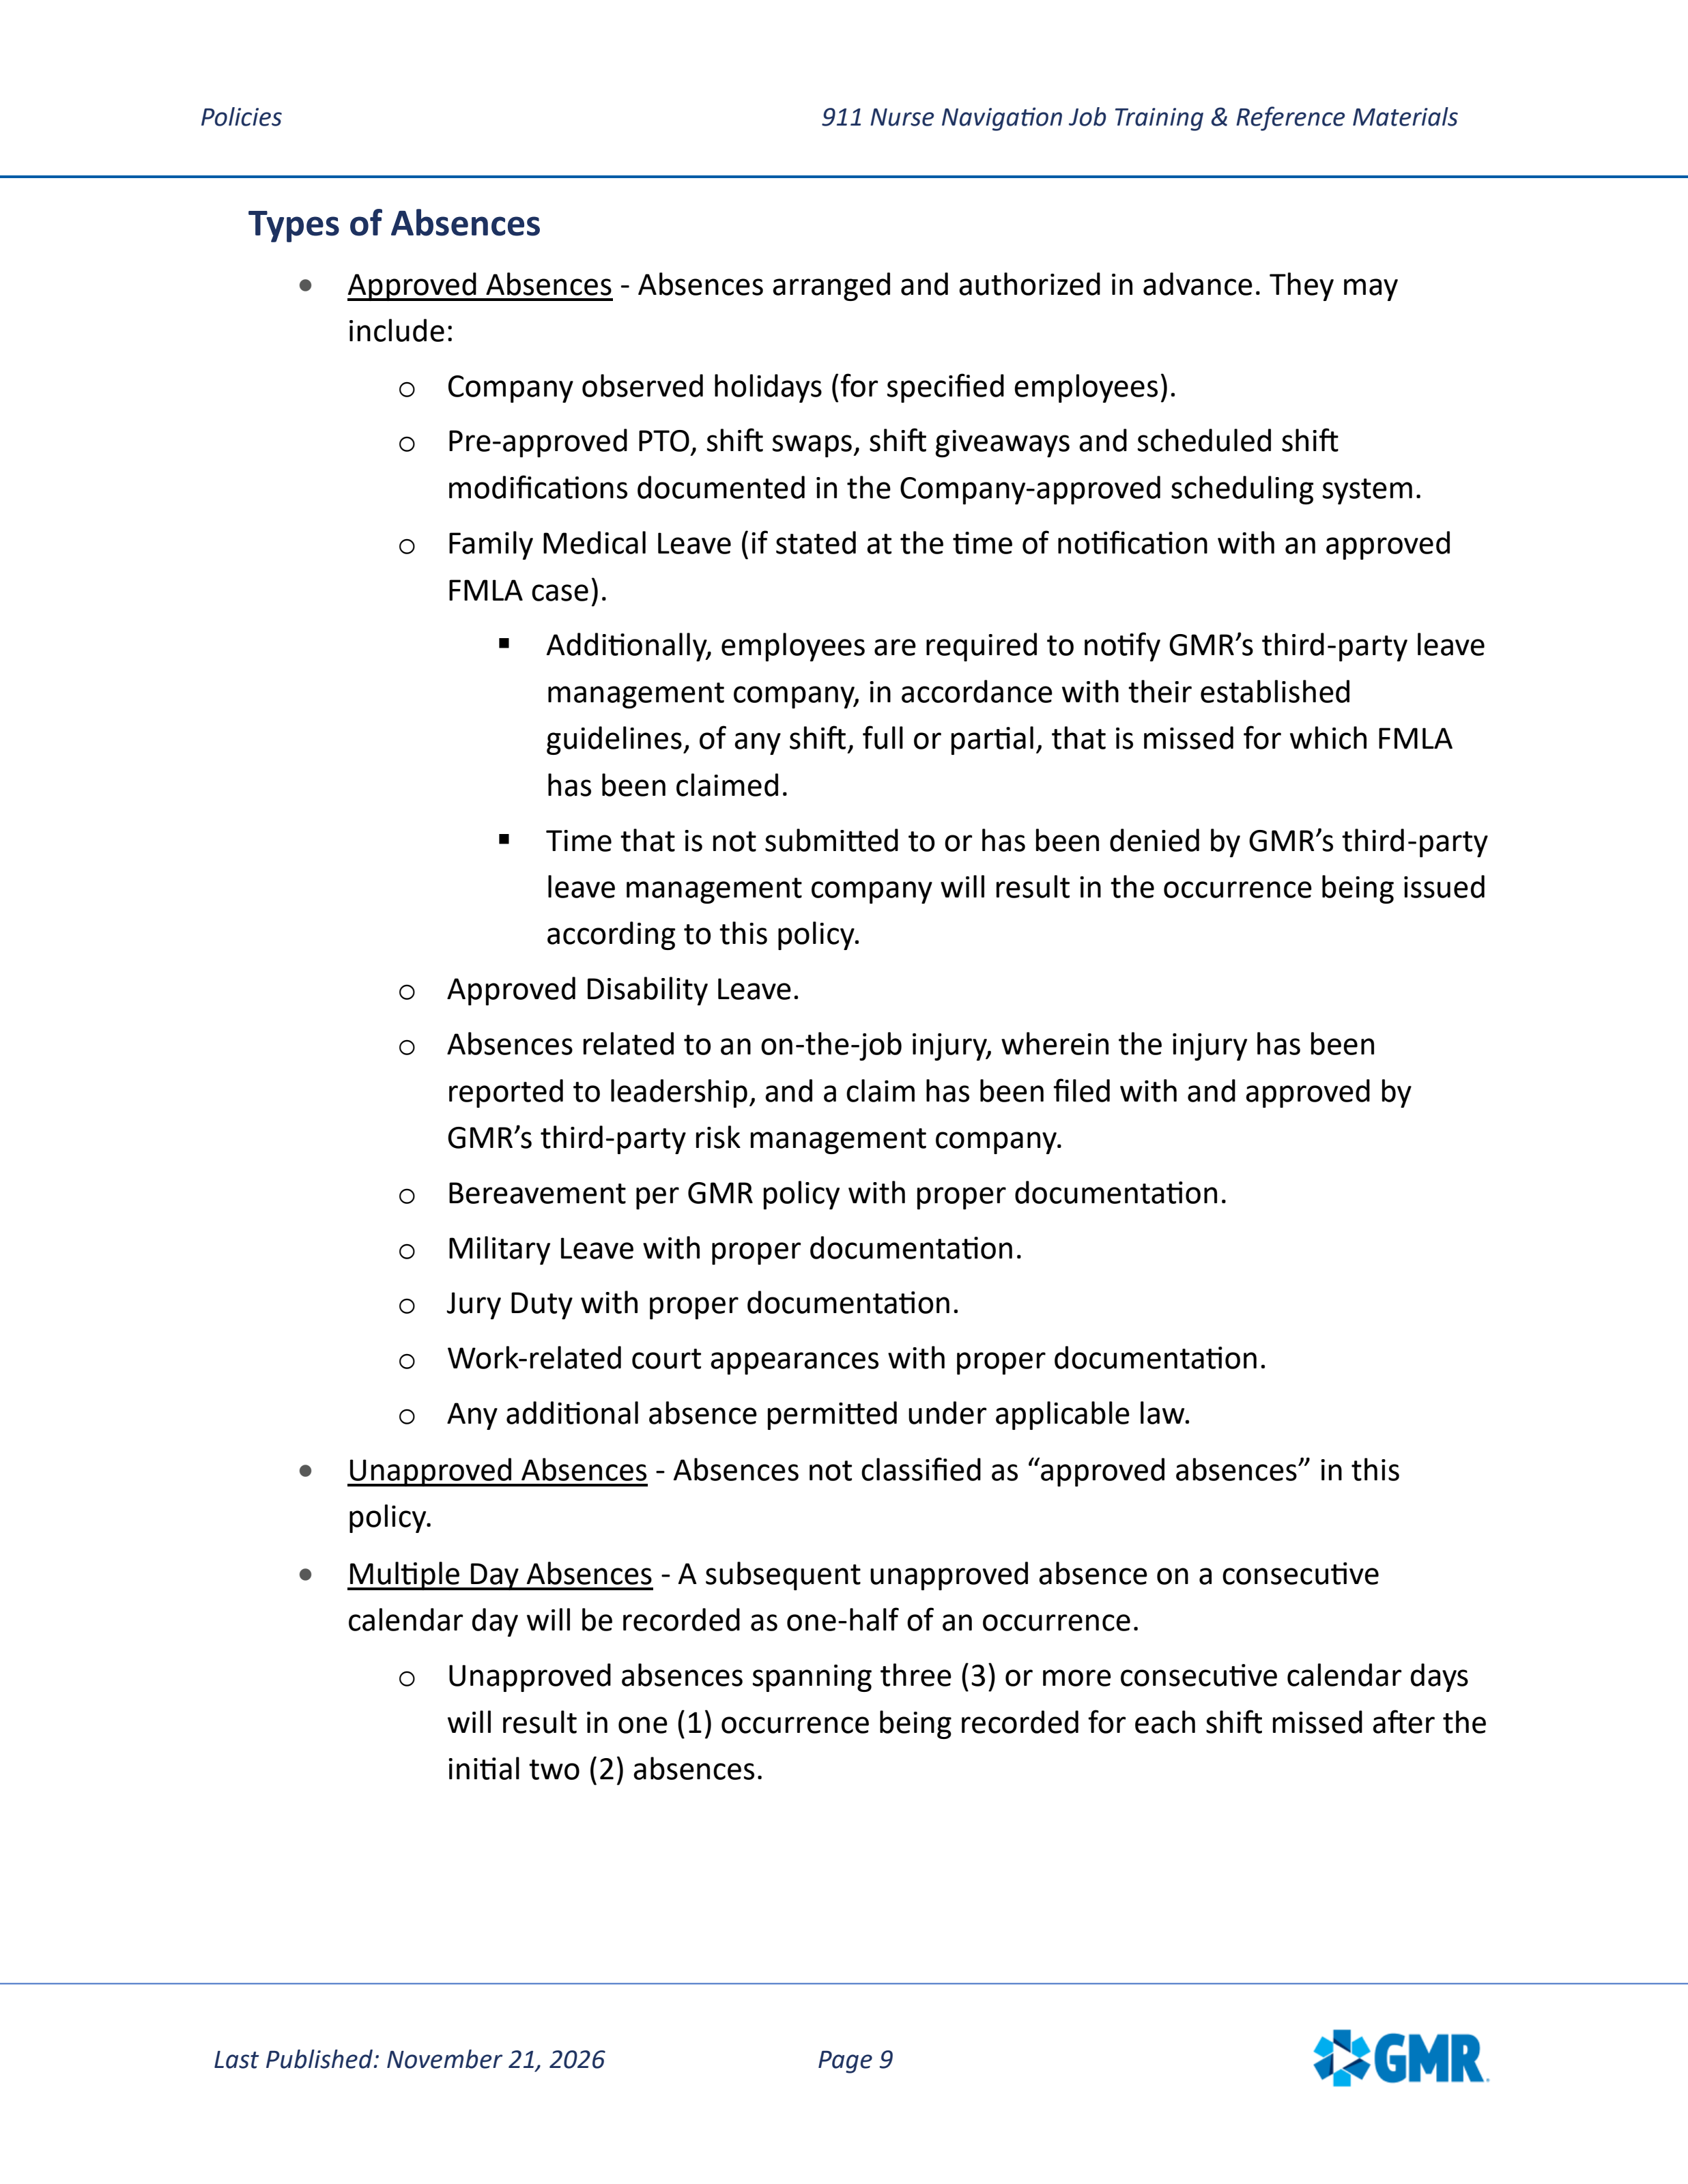 Policies
911 Nurse Navigation Job Training & Reference Materials
Types of Absences
• Approved Absences - Absences arranged and authorized in advance. They may
include:
o Company observed holidays (for specified employees).
o Pre-approved PTO, shift swaps, shift giveaways and scheduled shift
modifications documented in the Company-approved scheduling system.
o Family Medical Leave (if stated at the time of notification with an approved
FMLA case).
▪ Additionally, employees are required to notify GMR’s third-party leave
management company, in accordance with their established
guidelines, of any shift, full or partial, that is missed for which FMLA
has been claimed.
▪ Time that is not submitted to or has been denied by GMR’s third-party
leave management company will result in the occurrence being issued
according to this policy.
o Approved Disability Leave.
o Absences related to an on-the-job injury, wherein the injury has been
reported to leadership, and a claim has been filed with and approved by
GMR’s third-party risk management company.
o Bereavement per GMR policy with proper documentation.
o Military Leave with proper documentation.
o Jury Duty with proper documentation.
o Work-related court appearances with proper documentation.
o Any additional absence permitted under applicable law.
• Unapproved Absences - Absences not classified as “approved absences” in this
policy.
• Multiple Day Absences - A subsequent unapproved absence on a consecutive
calendar day will be recorded as one-half of an occurrence.
o Unapproved absences spanning three (3) or more consecutive calendar days
will result in one (1) occurrence being recorded for each shift missed after the
initial two (2) absences.
Last Published: November 21, 2026
Page 9
GMR